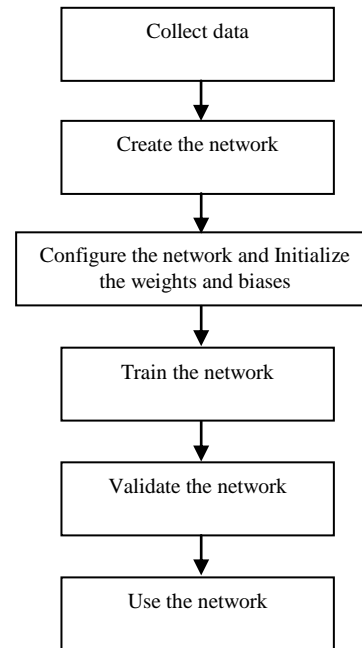 Collect data
Create the network
Configure the network and Initialize
the weights and biases
Train the network
Validate the network
Use the network